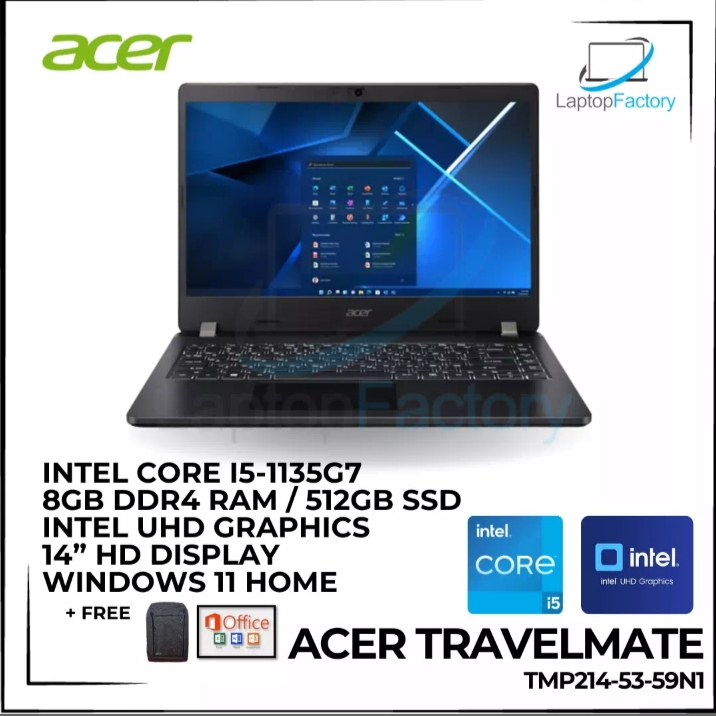 acer
LaptopFactory
acer
LaptopFactory
INTEL CORE I5-1135G7
8GB DDR4 RAM / 512GB SSD
INTEL UHD GRAPHICS
14” HD DISPLAY
WINDOWS 11 HOME
+ FREE
Office
intel.
CORE
i5
intel.
intel UHD Graphics
ACER TRAVELMATE
TMP214-53-59N1